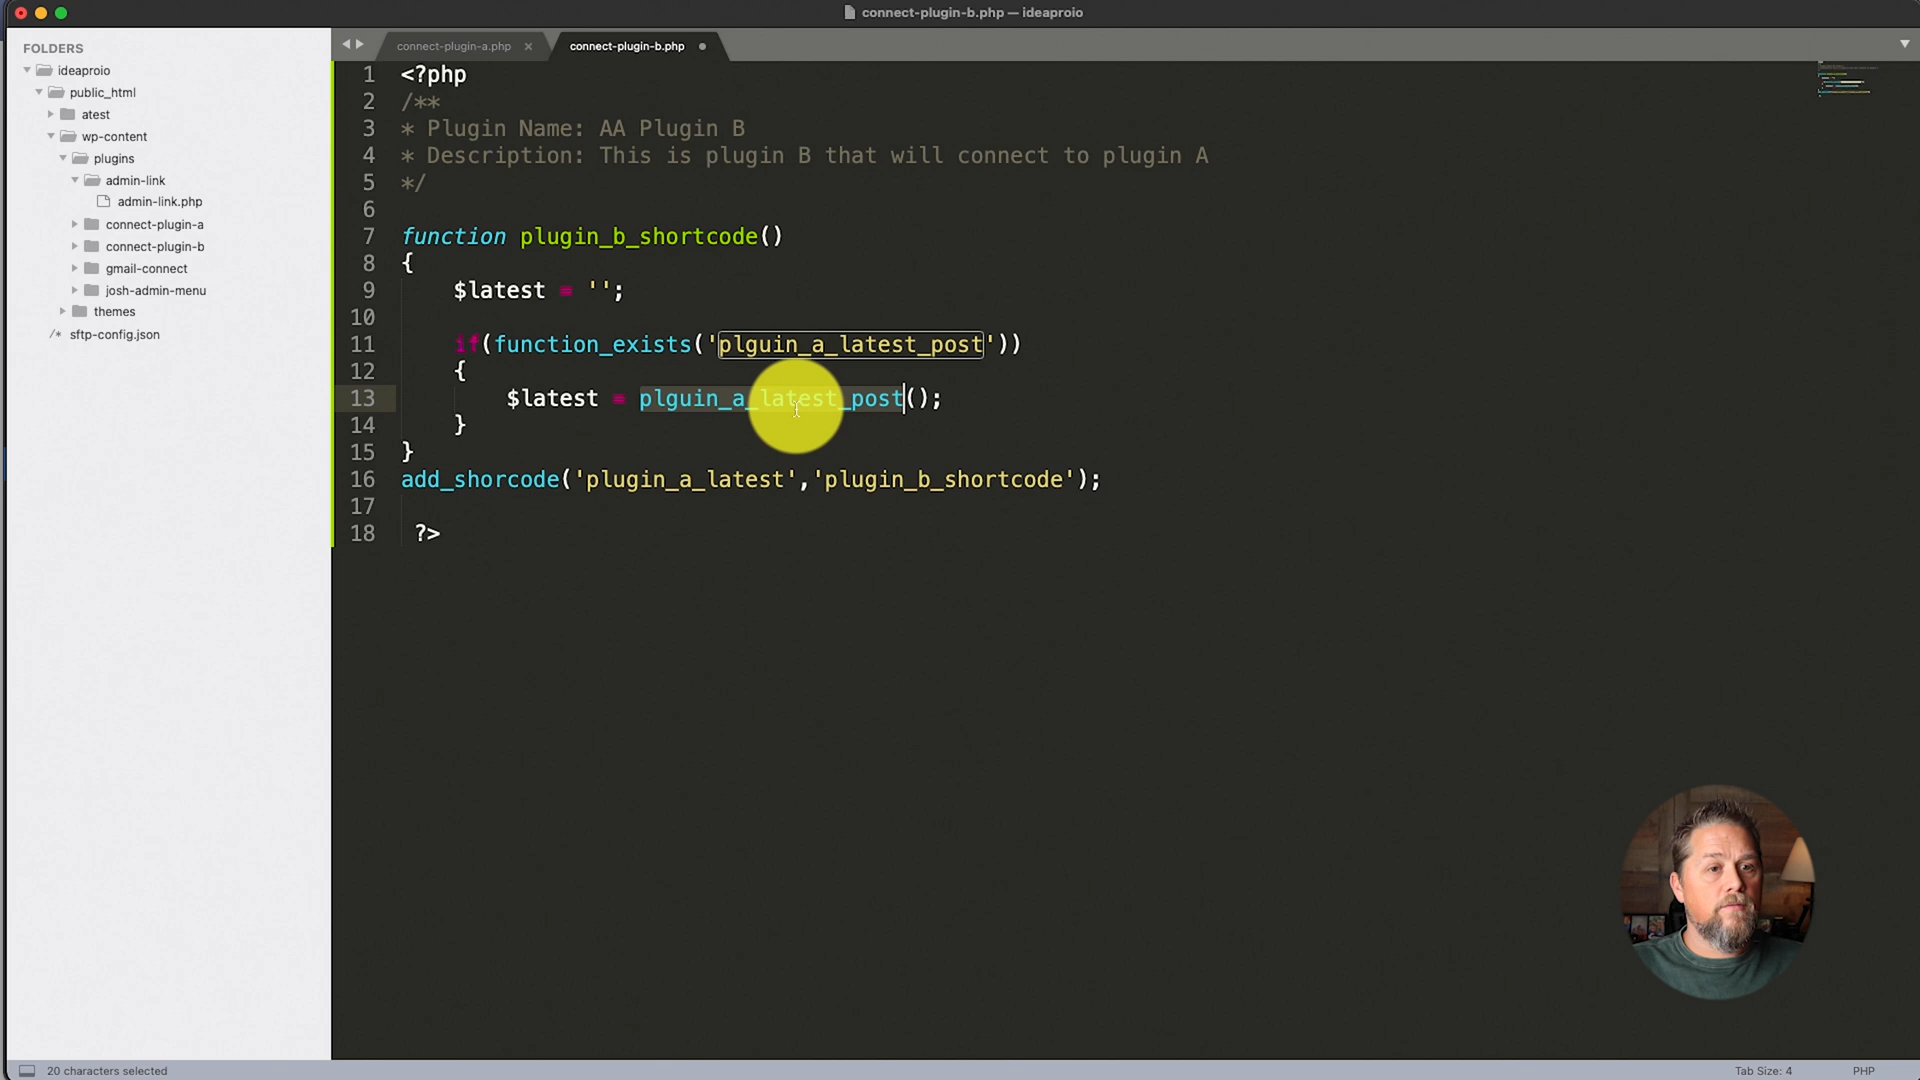 connect-plugin-b.php — ideaproio
FOLDERS
ideaproio
public_html
atest
wp-content
plugins
admin-link
admin-link.php
connect-plugin-a
connect-plugin-b
gmail-connect
josh-admin-menu
themes
/* sftp-config.json
connect-plugin-a.php ×
connect-plugin-b.php
1 <?php
2 /**
3 * Plugin Name: AA Plugin B
4 * Description: This is plugin B that will connect to plugin A
5 */
6
7 function plugin_b_shortcode()
8 {
9 $latest = '';
10
11 if(function_exists('plguin_a_latest_post'))
12 {
13 $latest = plguin_a_latest_post();
14 }
15 }
16 add_shorcode('plugin_a_latest','plugin_b_shortcode');
17
18 ?>
20 characters selected
Tab Size: 4
PHP